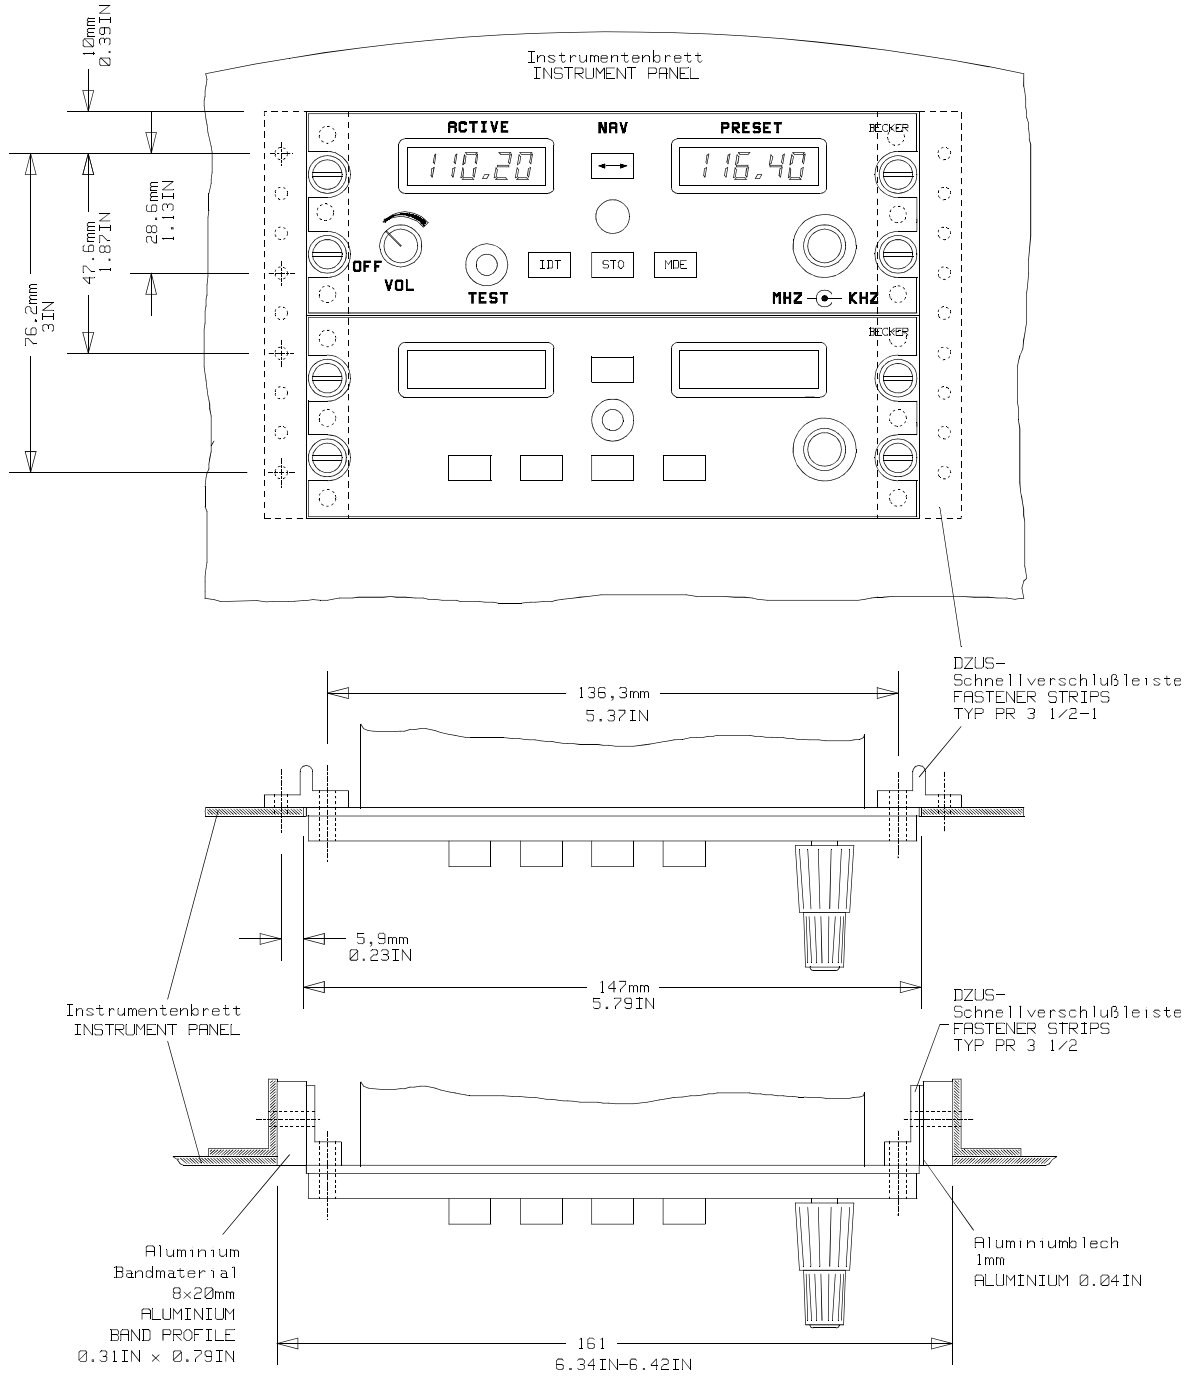 10mm
0.39IN
Instrumentenbrett
INSTRUMENT PANEL
ACTIVE
NAV
PRESET
BECKER
110.20
116.40
28.6mm
1.13IN
47.6mm
1.87IN
76.2mm
3IN
OFF
VOL
TEST
IDT
STO
MDE
MHZ
KHZ
BECKER
DZUS-
Schnellverschlußleiste
FASTENER STRIPS
TYP PR 3 1/2-1
136,3mm
5.37IN
5,9mm
0.23IN
147mm
5.79IN
Instrumentenbrett
INSTRUMENT PANEL
DZUS-
Schnellverschlußleiste
FASTENER STRIPS
TYP PR 3 1/2
Aluminium
Bandmaterial
8x20mm
ALUMINIUM
BAND PROFILE
0.31IN x 0.79IN
Aluminiumblech
1mm
ALUMINIUM 0.04IN
161
6.34IN-6.42IN